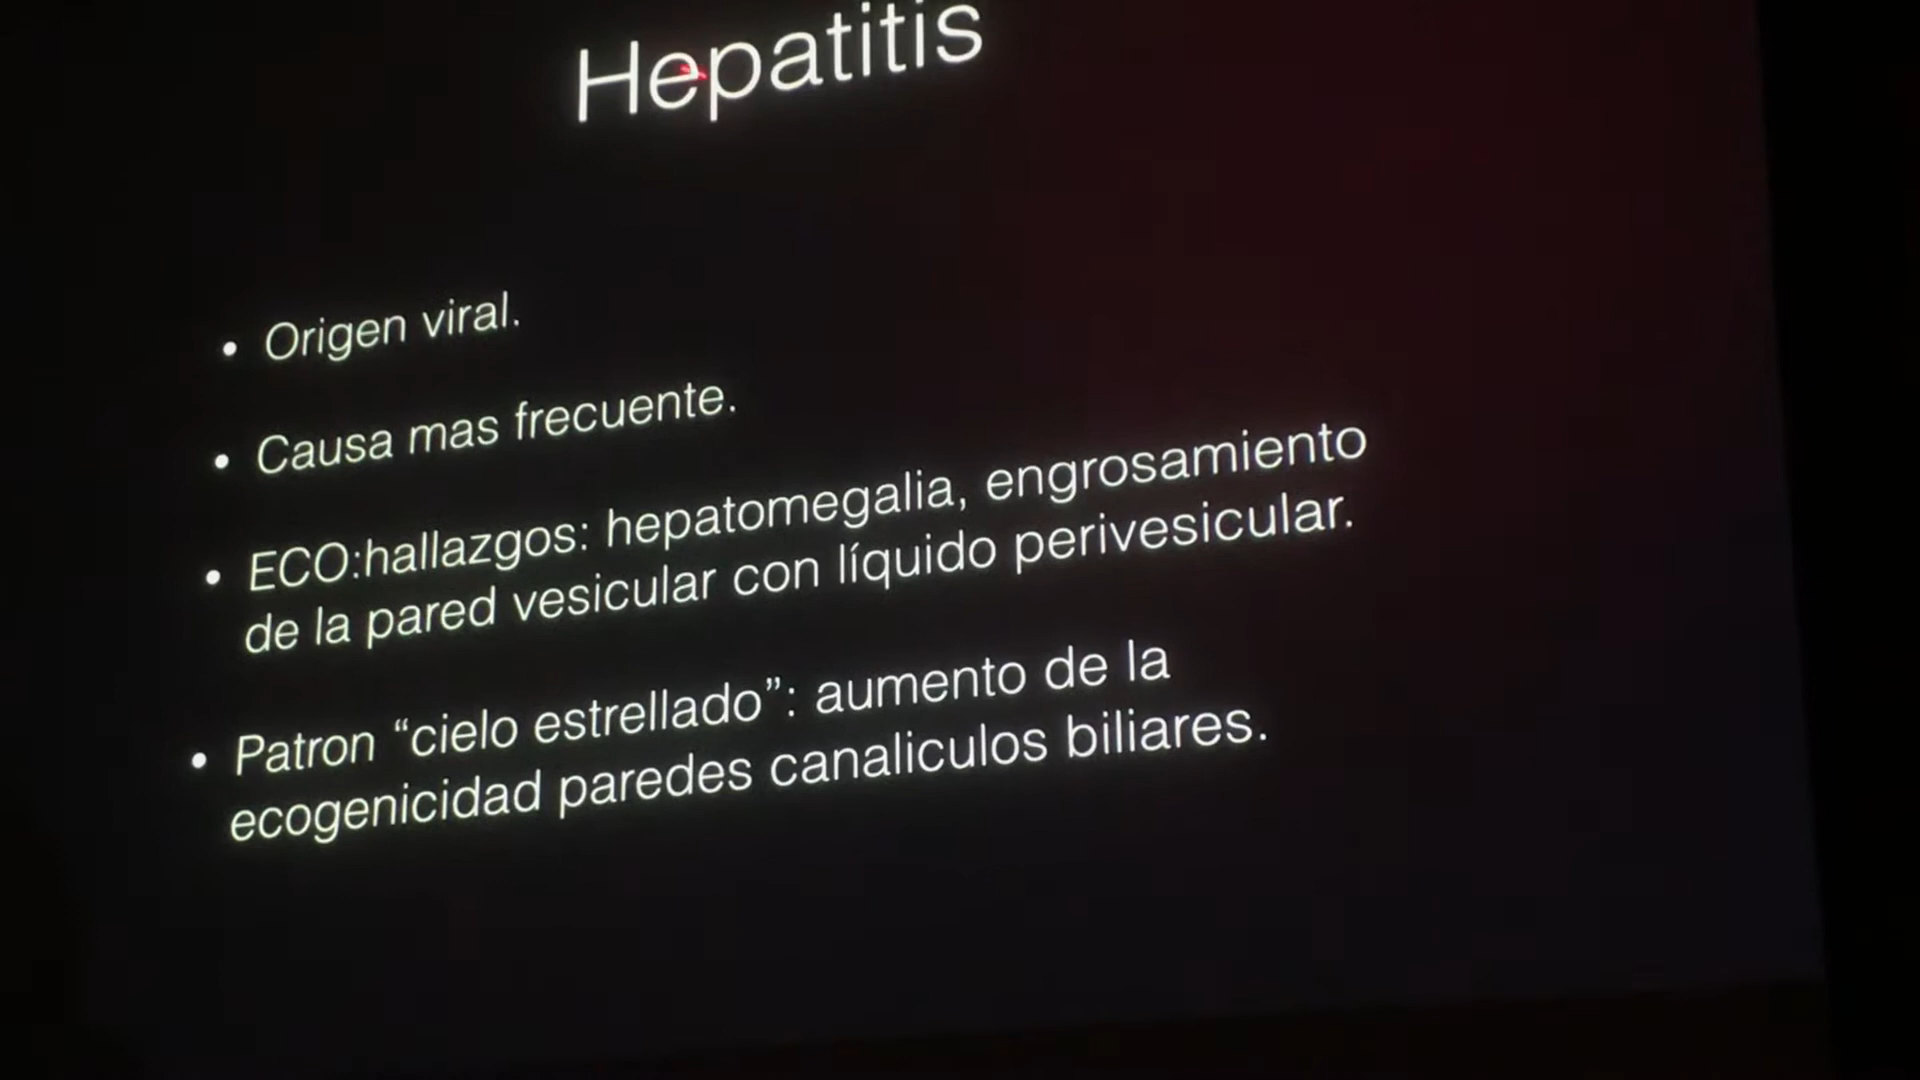 Hepatitis
• Origen viral.
• Causa mas frecuente.
• ECO:hallazgos: hepatomegalia, engrosamiento
de la pared vesicular con líquido perivesicular.
• Patron “cielo estrellado”: aumento de la
ecogenicidad paredes canaliculos biliares.